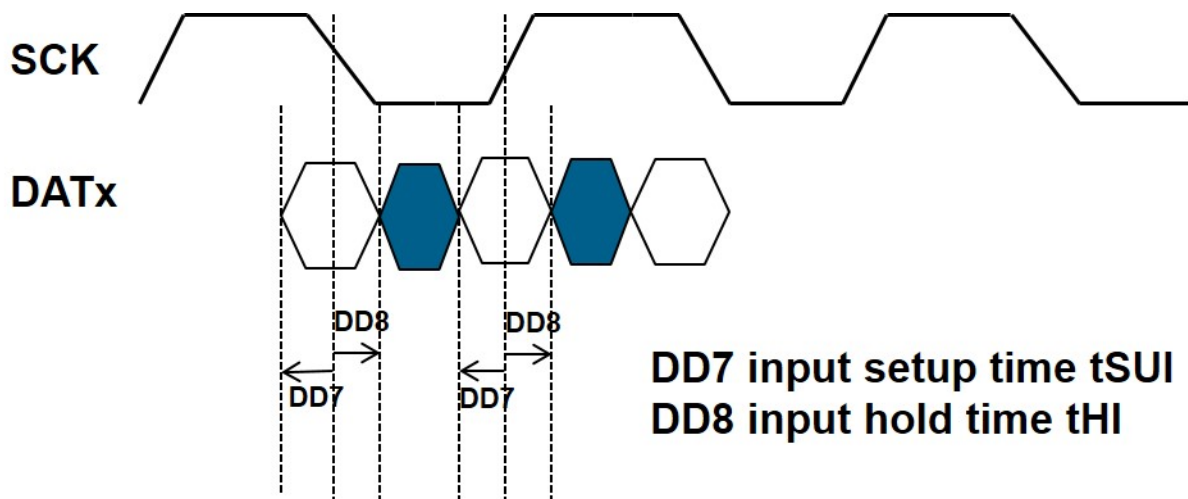 SCK
DATx
DD8
DD8
DD7
DD7
DD7 input setup time tSUI
DD8 input hold time tHI